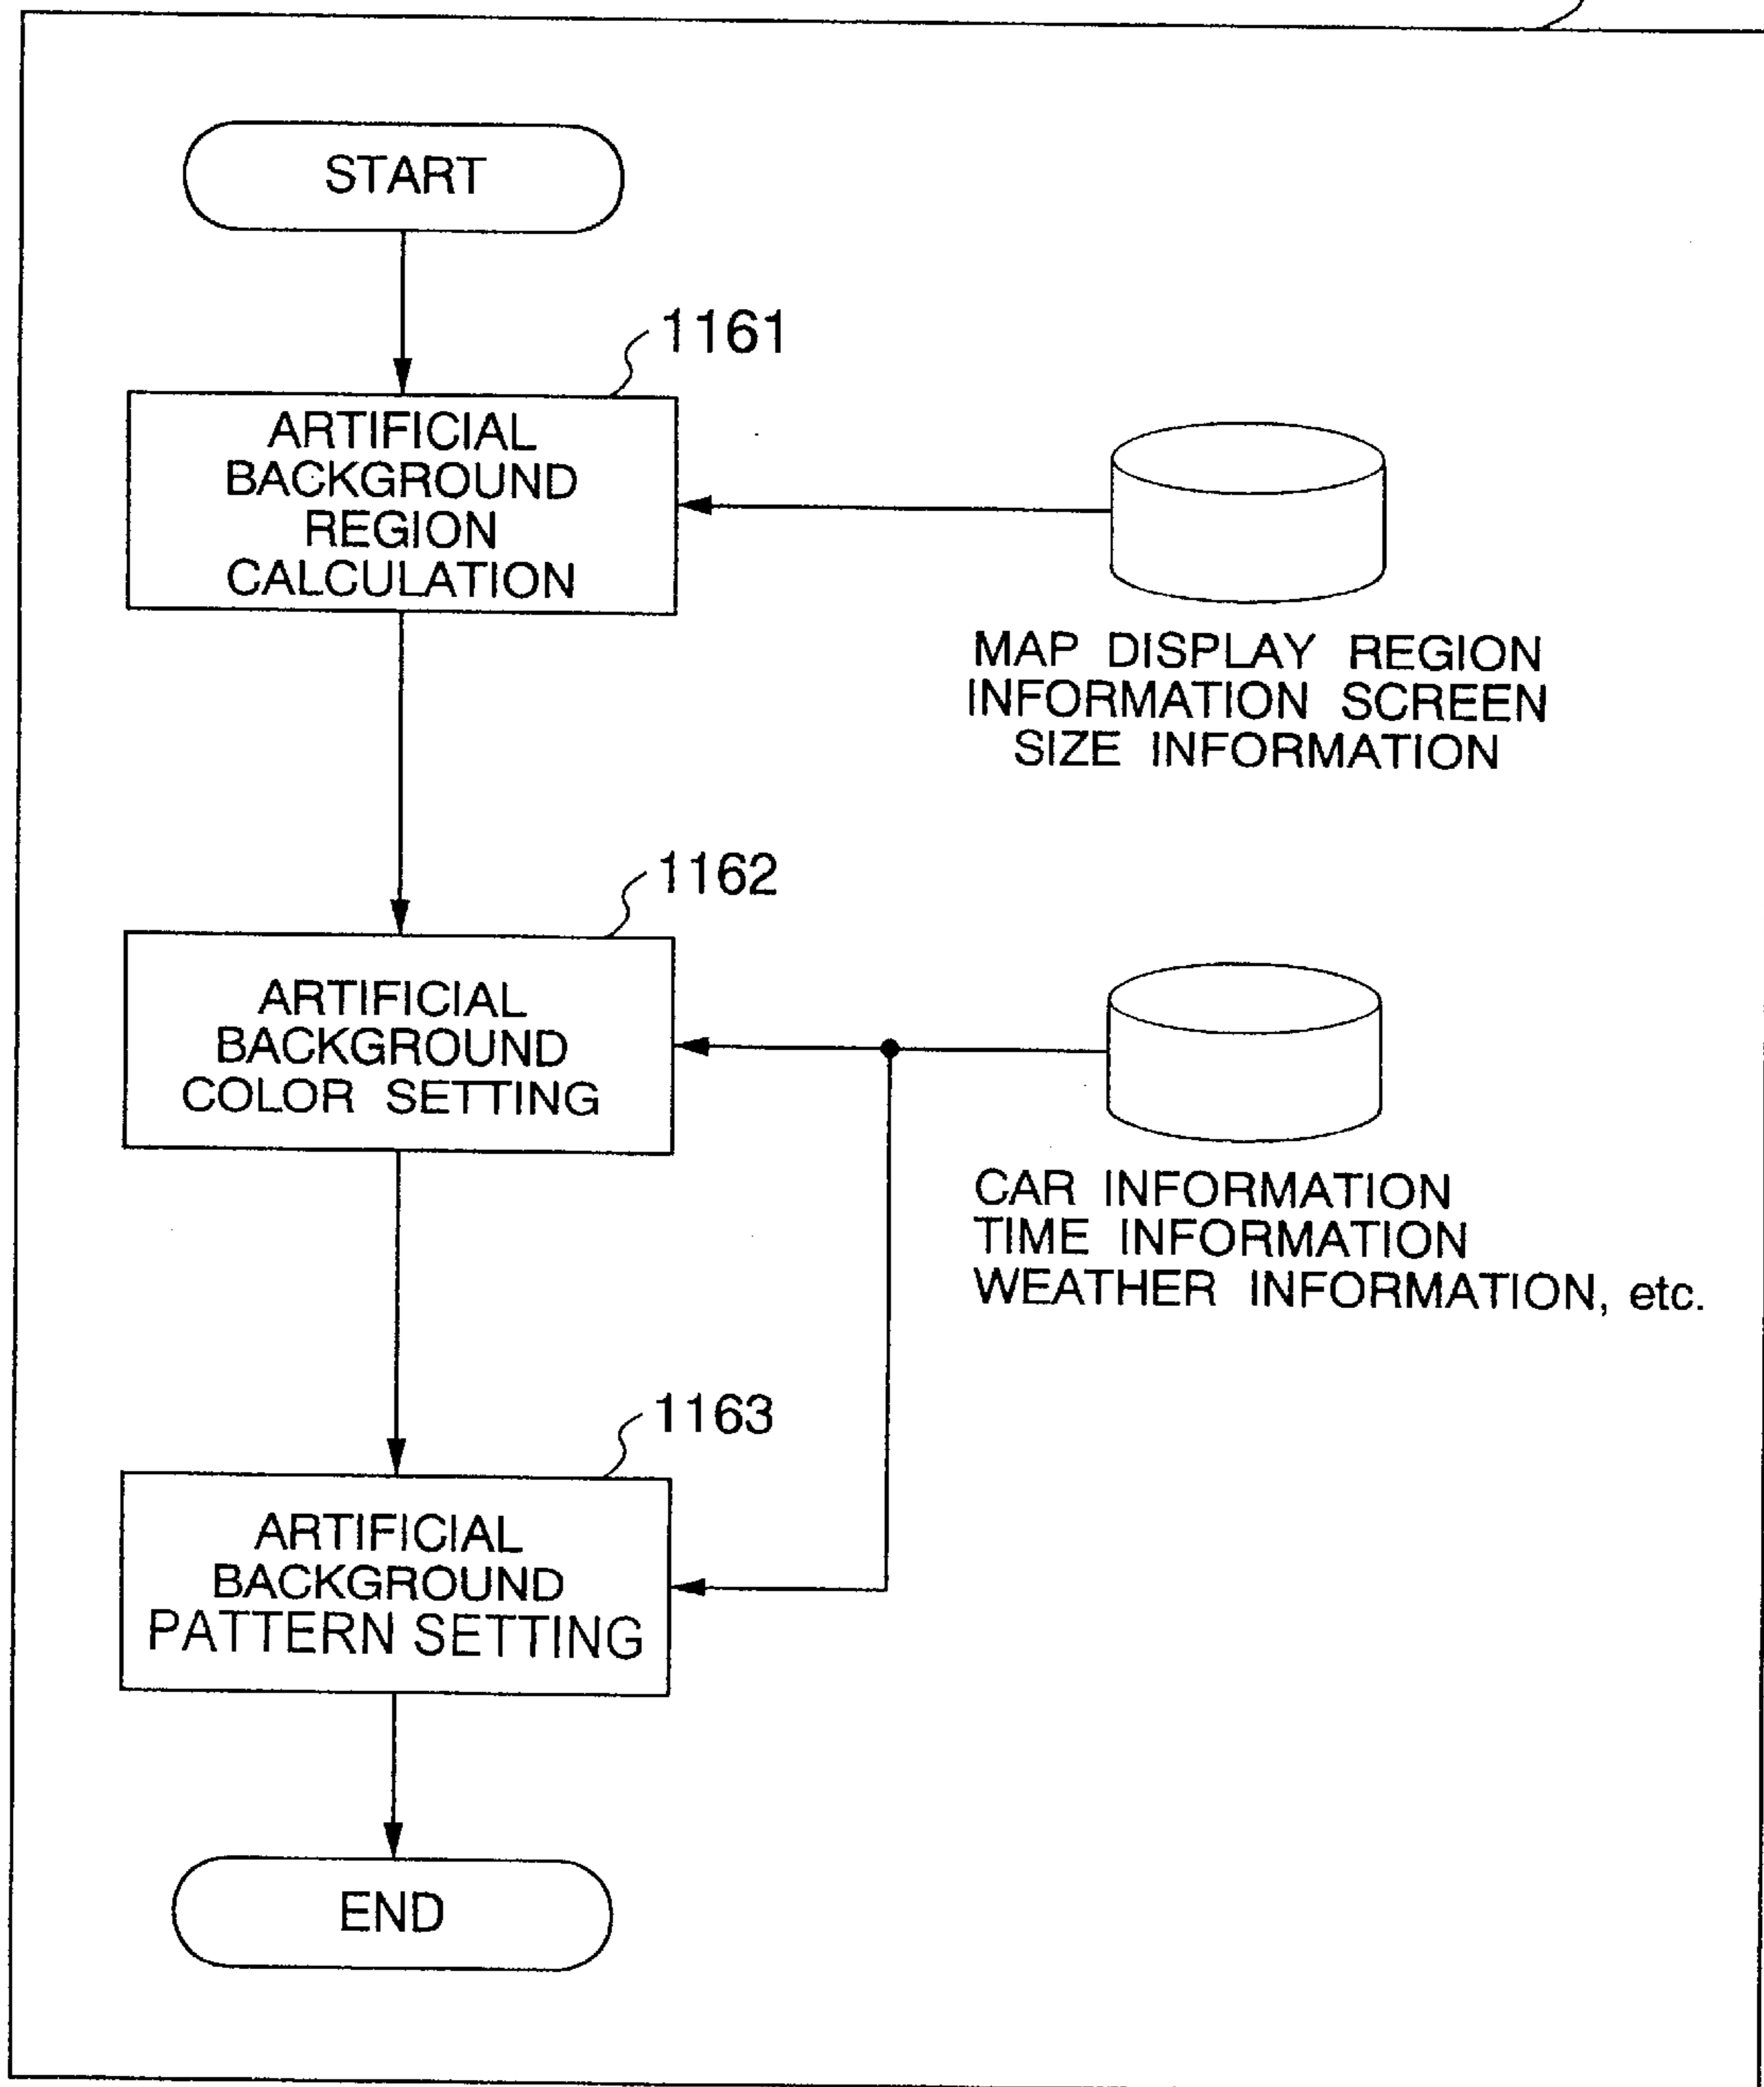 START
1161
ARTIFICIAL
BACKGROUND
REGION
CALCULATION
MAP DISPLAY REGION
INFORMATION SCREEN
SIZE INFORMATION
1162
ARTIFICIAL
BACKGROUND
COLOR SETTING
CAR INFORMATION
TIME INFORMATION
WEATHER INFORMATION, etc.
1163
ARTIFICIAL
BACKGROUND
PATTERN SETTING
END